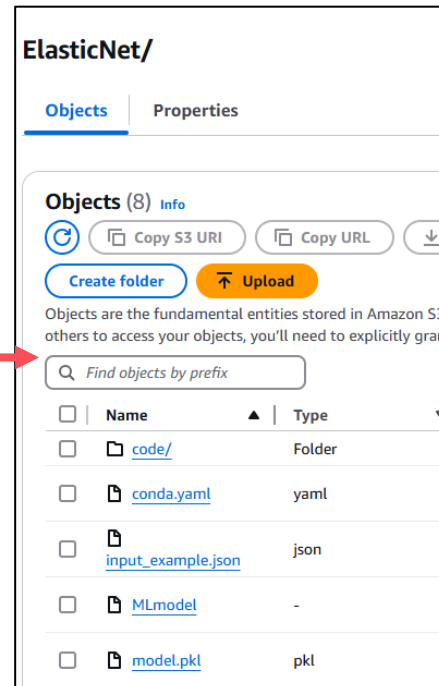 ElasticNet/
Objects Properties
Objects (8) Info
Copy S3 URI Copy URL
Create folder Upload
Objects are the fundamental entities stored in Amazon S3
others to access your objects, you'll need to explicitly gran
Find objects by prefix
Name Type
code/ Folder
conda.yaml yaml
input_example.json json
MLmodel -
model.pkl pkl